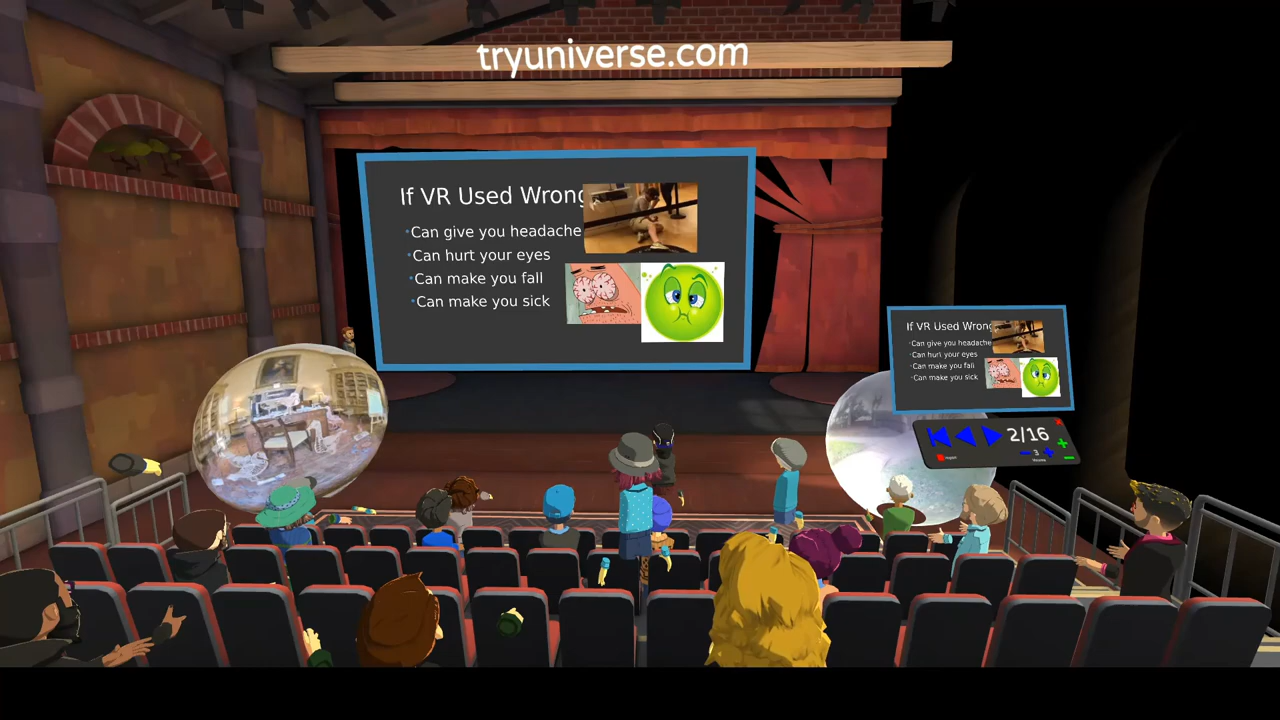 tryuniverse.com
If VR Used Wrong
•Can give you headache
•Can hurt your eyes
•Can make you fall
•Can make you sick
If VR Used Wrong
•Can give you headache
•Can hurt your eyes
•Can make you fall
•Can make you sick
2/16
3